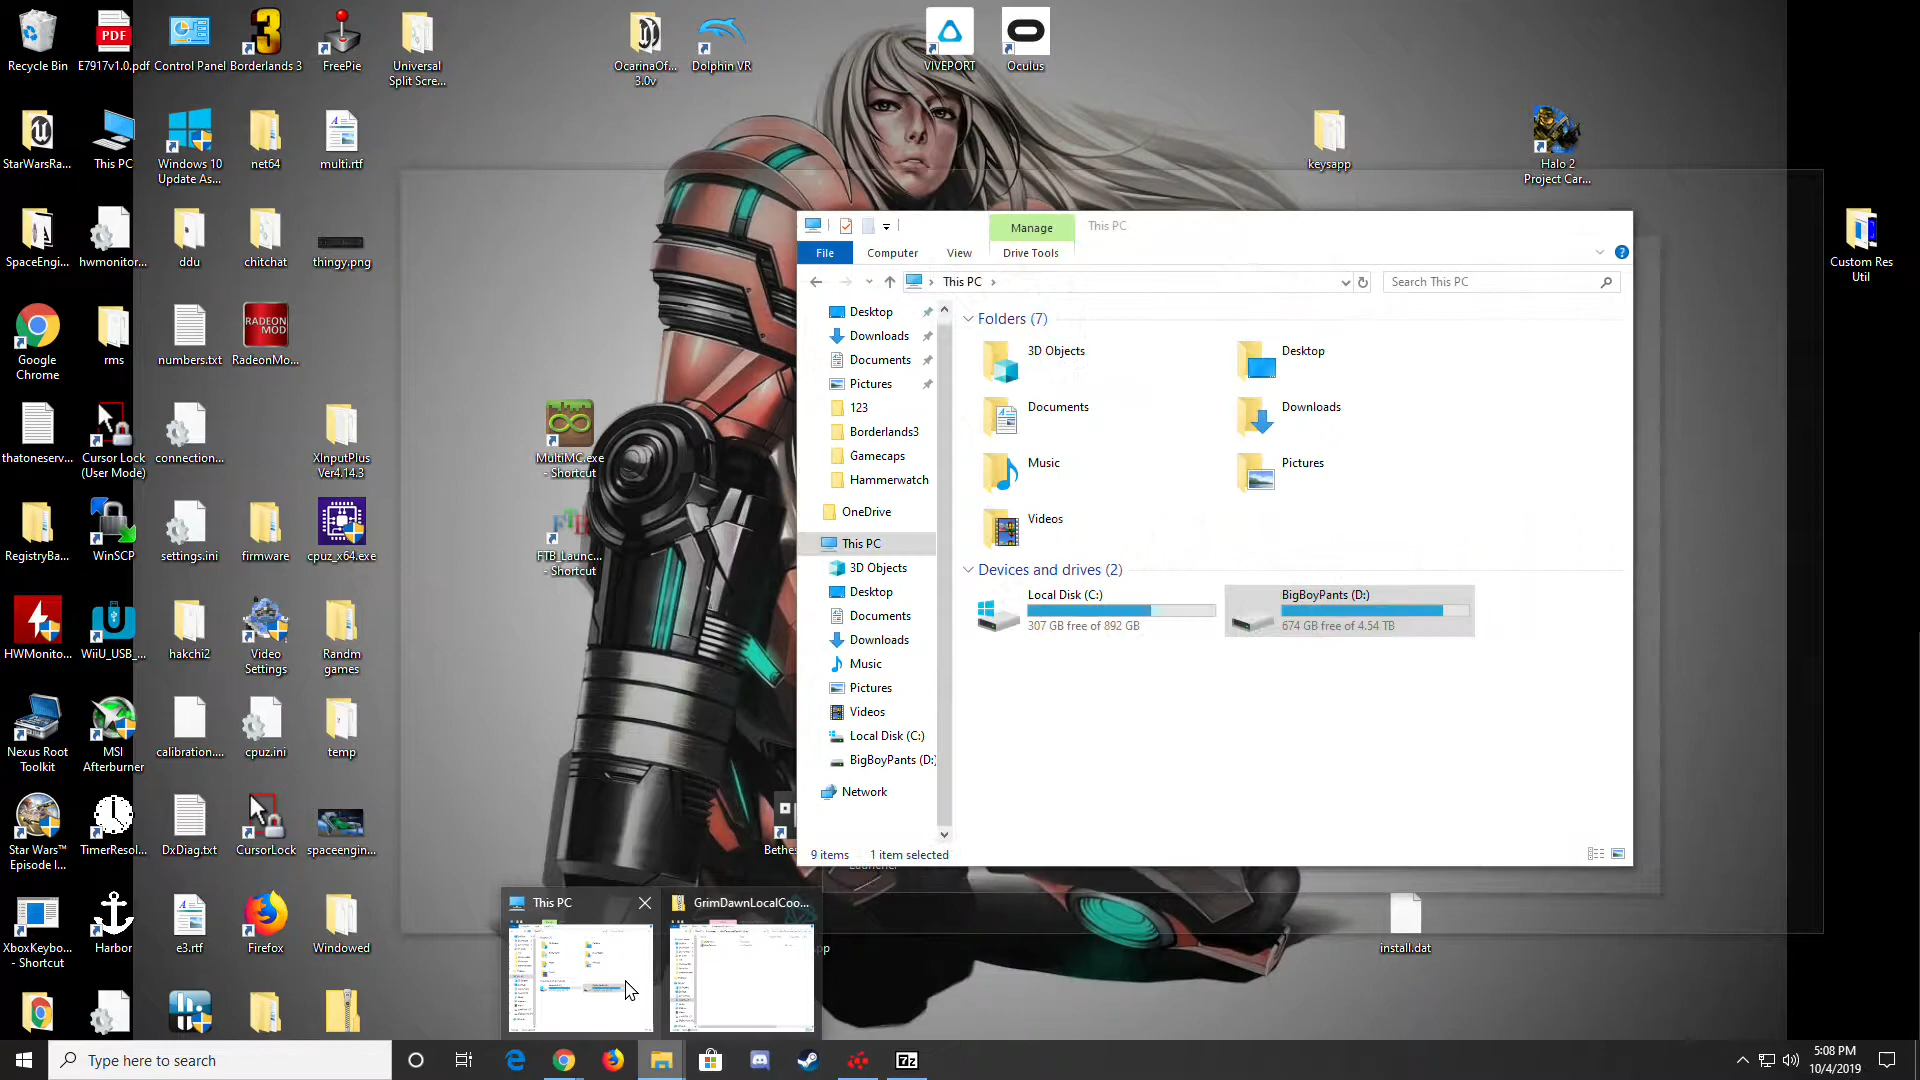 Recycle Bin
E7917v1.0.pdf
Control Panel
Borderlands 3
FreePie
Universal
Split Scre...
OcarinaOf...
3.0v
Dolphin VR
VIVEPORT
Oculus
StarWarsRa...
This PC
Windows 10
Update As...
net64
multi.rtf
keysapp
Halo 2
Project Car...
SpaceEngi...
hwmonitor...
ddu
chitchat
thingy.png
Custom Res
Util
Google
Chrome
rms
numbers.txt
RADEON
MOD
RadeonMo...
thatoneserv...
Cursor Lock
(User Mode)
connection...
XInputPlus
Ver4.14.3
MultiMC.exe
- Shortcut
RegistryBa...
WinSCP
settings.ini
firmware
cpuz_x64.exe
FTB_Launc...
- Shortcut
HWMonito...
WiiU_USB_...
hakchi2
Video
Settings
Randm
games
Nexus Root
Toolkit
MSI
Afterburner
calibration....
cpuz.ini
temp
Star Wars™
Episode I...
TimerResol...
DxDiag.txt
CursorLock
spaceengin...
XboxKeybo...
- Shortcut
Harbor
e3.rtf
Firefox
Windowed
install.dat
Manage
This PC
File
Computer
View
Drive Tools
This PC
Search This PC
Desktop
Downloads
Documents
Pictures
123
Borderlands3
Gamecaps
Hammerwatch
OneDrive
This PC
3D Objects
Desktop
Documents
Downloads
Music
Pictures
Videos
Local Disk (C:)
BigBoyPants (D:)
Network
Folders (7)
3D Objects
Desktop
Documents
Downloads
Music
Pictures
Videos
Devices and drives (2)
Local Disk (C:)
307 GB free of 892 GB
BigBoyPants (D:)
674 GB free of 4.54 TB
9 items
1 item selected
This PC
GrimDawnLocalCoo...
Type here to search
7z
5:08 PM
10/4/2019